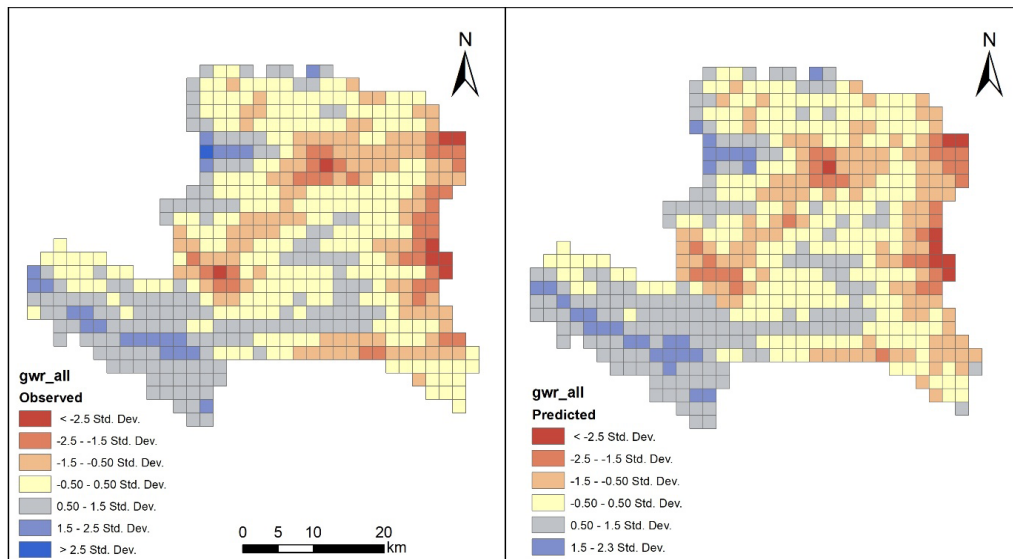 N
gwr_all
Observed
< -2.5 Std. Dev.
-2.5 - -1.5 Std. Dev.
-1.5 - -0.50 Std. Dev.
-0.50 - 0.50 Std. Dev.
0.50 - 1.5 Std. Dev.
1.5 - 2.5 Std. Dev.
> 2.5 Std. Dev.
0 5 10 20
km
N
gwr_all
Predicted
< -2.5 Std. Dev.
-2.5 - -1.5 Std. Dev.
-1.5 - -0.50 Std. Dev.
-0.50 - 0.50 Std. Dev.
0.50 - 1.5 Std. Dev.
1.5 - 2.3 Std. Dev.